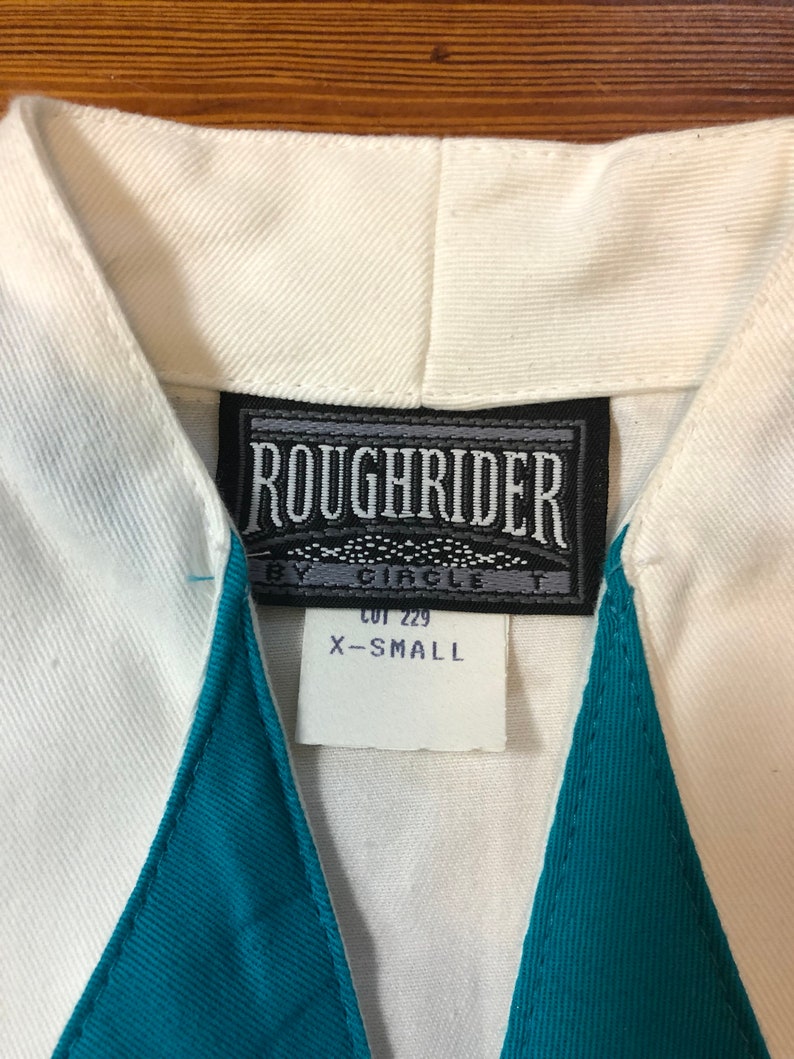 ROUGHRIDER
BY CIRCLE T
CUT 229
X-SMALL